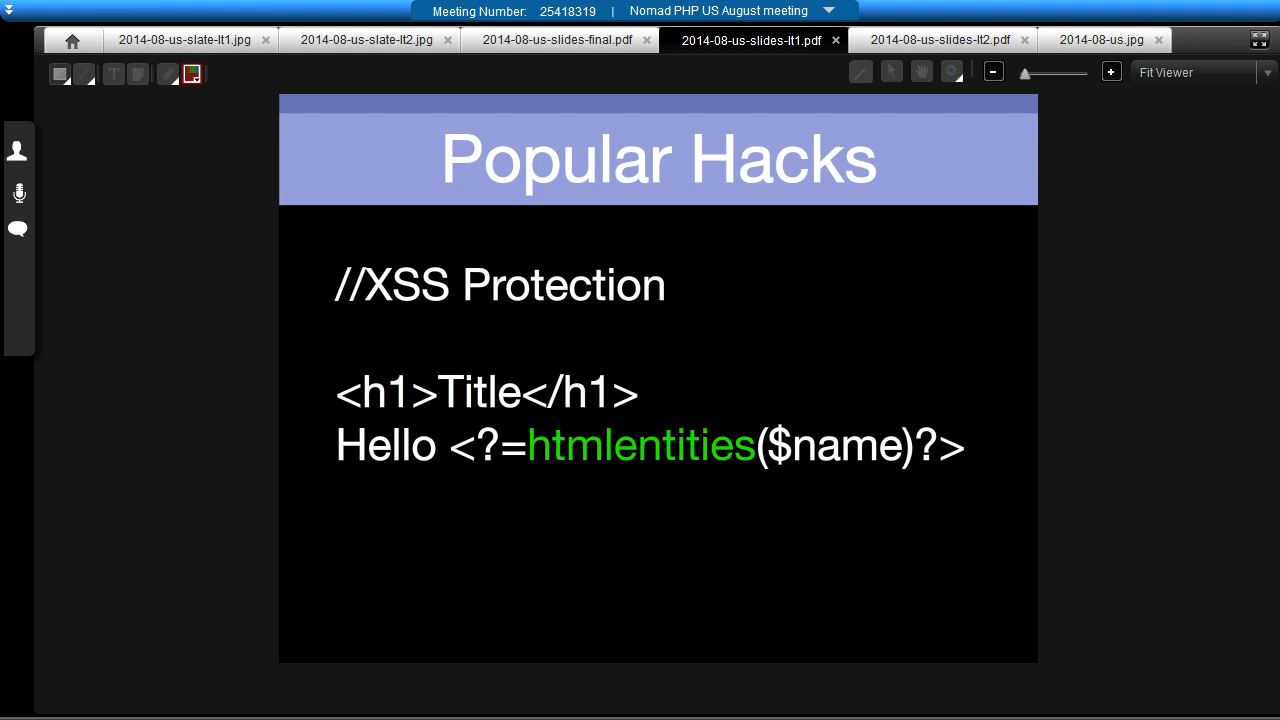 Meeting Number: 25418319 | Nomad PHP US August meeting
2014-08-us-slate-lt1.jpg 2014-08-us-slate-lt2.jpg 2014-08-us-slides-final.pdf 2014-08-us-slides-lt1.pdf 2014-08-us-slides-lt2.pdf 2014-08-us.jpg
T Fit Viewer
Popular Hacks
//XSS Protection
<h1>Title</h1>
Hello <?=htmlentities($name)?>